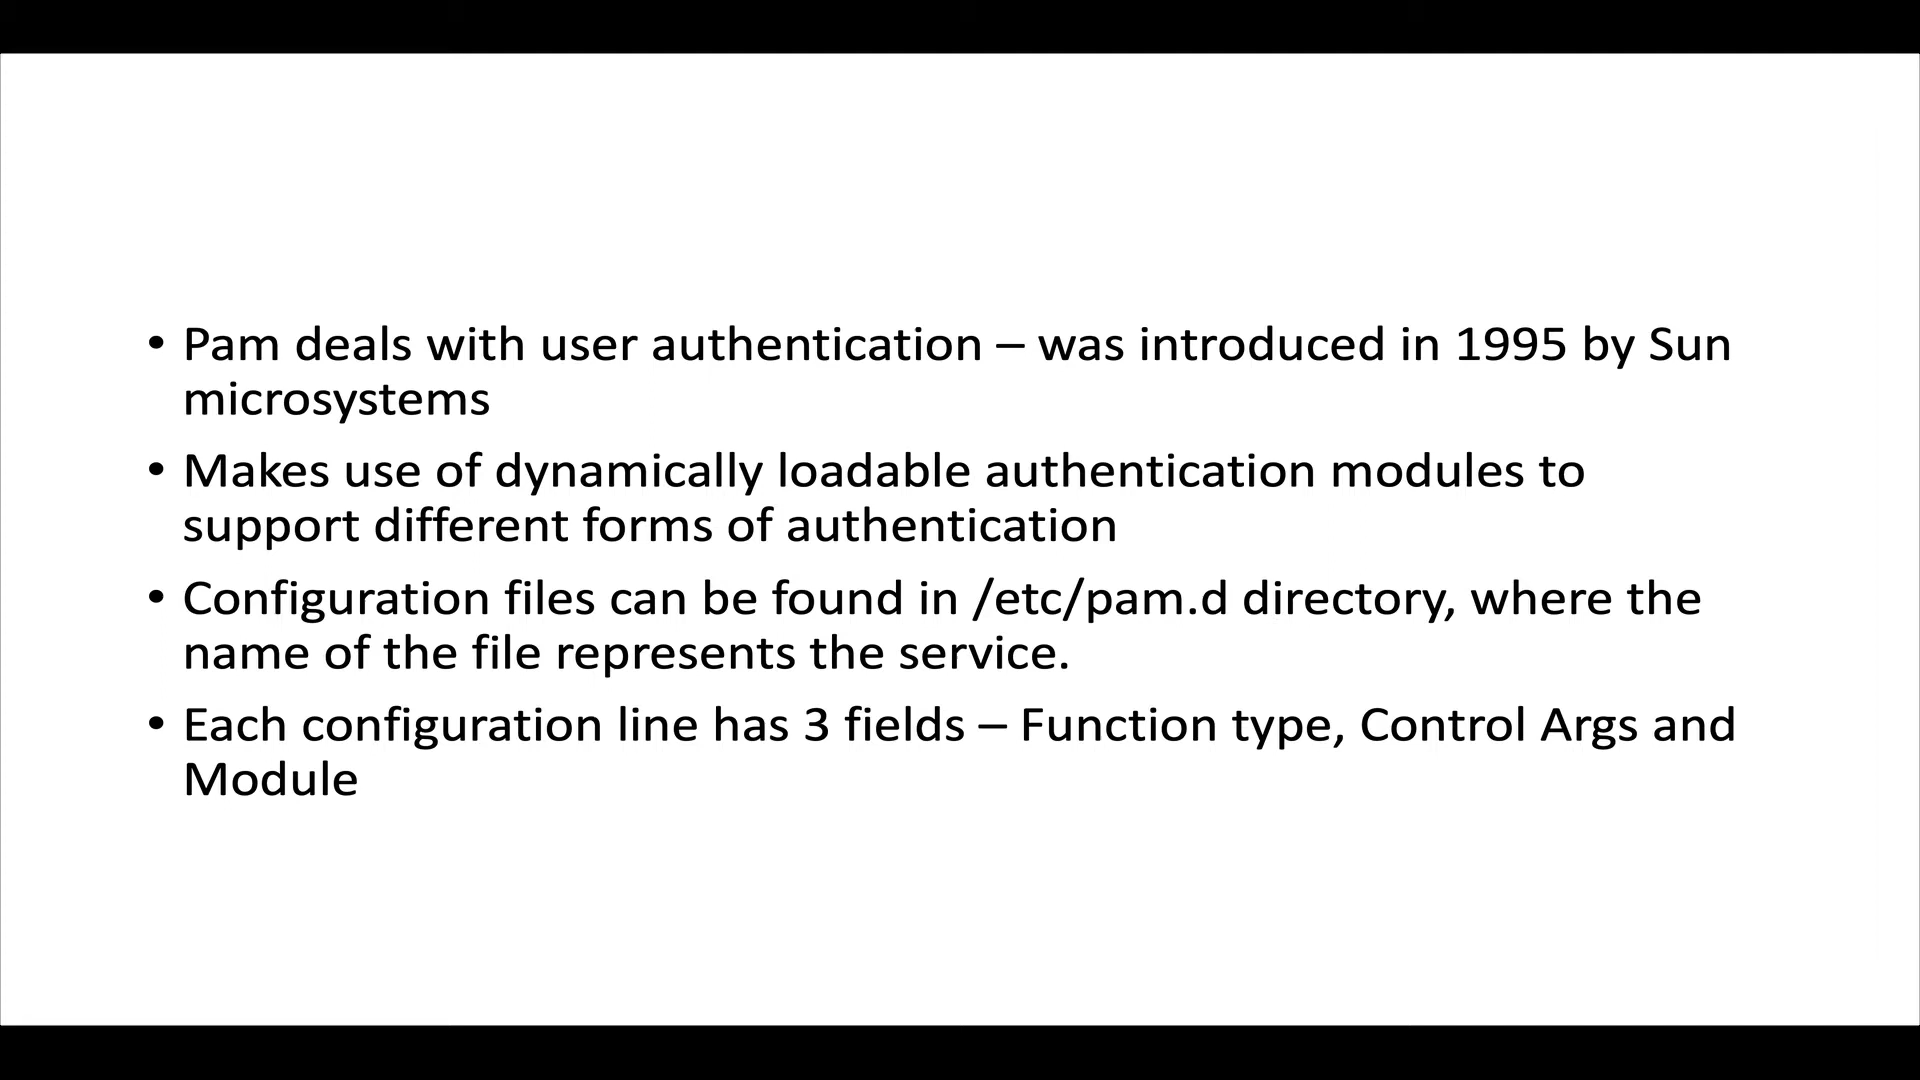 • Pam deals with user authentication – was introduced in 1995 by Sun
microsystems
• Makes use of dynamically loadable authentication modules to
support different forms of authentication
• Configuration files can be found in /etc/pam.d directory, where the
name of the file represents the service.
• Each configuration line has 3 fields – Function type, Control Args and
Module